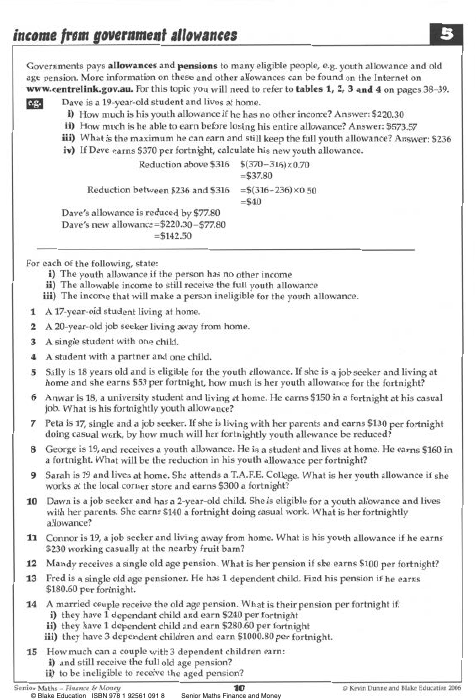 income from government allowances
5
Governments pays allowances and pensions to many eligible people, e.g. youth allowance and old
age pension. More information on these and other allowances can be found on the Internet on
www.centrelink.gov.au. For this topic you will need to refer to tables 1, 2, 3 and 4 on pages 38-39.
e.g. Dave is a 19-year-old student and lives at home.
i) How much is his youth allowance if he has no other income? Answer: $220.30
ii) How much is he able to earn before losing his entire allowance? Answer: $573.57
iii) What is the maximum he can earn and still keep the full youth allowance? Answer: $236
iv) If Dave earns $370 per fortnight, calculate his new youth allowance.
Reduction above $316 $(370-316)x0.70
=$37.80
Reduction between $236 and $316 =$(316-236)x0.50
=$40
Dave's allowance is reduced by $77.80
Dave's new allowance=$220.30-$77.80
=$142.50
For each of the following, state:
i) The youth allowance if the person has no other income
ii) The allowable income to still receive the full youth allowance
iii) The income that will make a person ineligible for the youth allowance.
1 A 17-year-old student living at home.
2 A 20-year-old job seeker living away from home.
3 A single student with one child.
4 A student with a partner and one child.
5 Sally is 18 years old and is eligible for the youth allowance. If she is a job seeker and living at
home and she earns $53 per fortnight, how much is her youth allowance for the fortnight?
6 Anwar is 18, a university student and living at home. He earns $150 in a fortnight at his casual
job. What is his fortnightly youth allowance?
7 Peta is 17, single and a job seeker. If she is living with her parents and earns $130 per fortnight
doing casual work, by how much will her fortnightly youth allowance be reduced?
8 George is 19, and receives a youth allowance. He is a student and lives at home. He earns $160 in
a fortnight. What will be the reduction in his youth allowance per fortnight?
9 Sarah is 19 and lives at home. She attends a T.A.F.E. College. What is her youth allowance if she
works at the local corner store and earns $300 a fortnight?
10 Dawn is a job seeker and has a 2-year-old child. She is eligible for a youth allowance and lives
with her parents. She earns $140 a fortnight doing casual work. What is her fortnightly
allowance?
11 Connor is 19, a job seeker and living away from home. What is his youth allowance if he earns
$230 working casually at the nearby fruit barn?
12 Mandy receives a single old age pension. What is her pension if she earns $100 per fortnight?
13 Fred is a single old age pensioner. He has 1 dependent child. Find his pension if he earns
$180.60 per fortnight.
14 A married couple receive the old age pension. What is their pension per fortnight if:
i) they have 1 dependant child and earn $240 per fortnight
ii) they have 1 dependent child and earn $280.60 per fortnight
iii) they have 3 dependent children and earn $1000.80 per fortnight.
15 How much can a couple with 3 dependent children earn:
i) and still receive the full old age pension?
ii) to be ineligible to receive the aged pension?
Senior Maths – Finance & Money
10
© Kevin Dunne and Blake Education 2006
© Blake Education ISBN 978 1 92561 091 8 Senior Maths Finance and Money